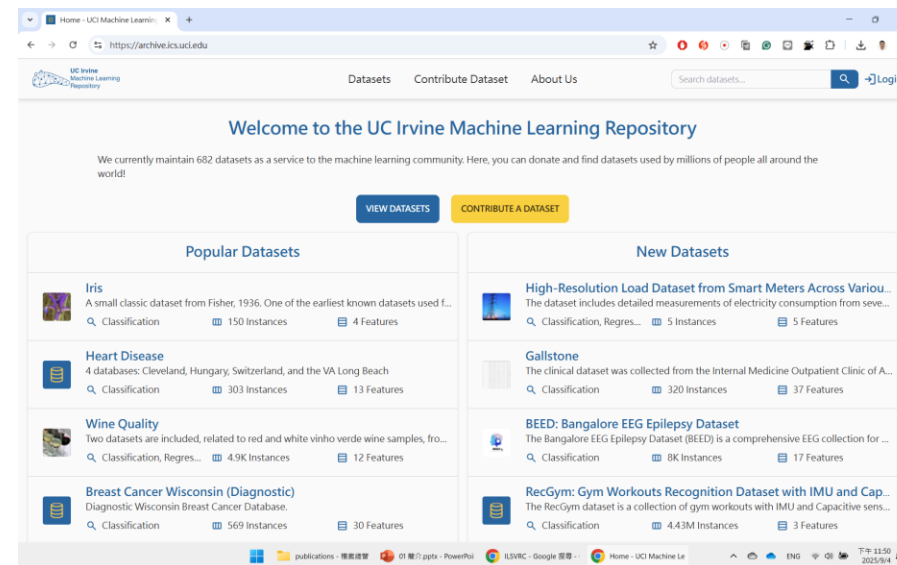 Home - UCI Machine Learning
https://archive.ics.uci.edu
UC Irvine
Machine Learning
Repository
Datasets
Contribute Dataset
About Us
Search datasets...
Logi
Welcome to the UC Irvine Machine Learning Repository
We currently maintain 682 datasets as a service to the machine learning community. Here, you can donate and find datasets used by millions of people all around the
world!
VIEW DATASETS
CONTRIBUTE A DATASET
Popular Datasets
Iris
A small classic dataset from Fisher, 1936. One of the earliest known datasets used f...
Classification 150 Instances 4 Features
Heart Disease
4 databases: Cleveland, Hungary, Switzerland, and the VA Long Beach
Classification 303 Instances 13 Features
Wine Quality
Two datasets are included, related to red and white vinho verde wine samples, fro...
Classification, Regres... 4.9K Instances 12 Features
Breast Cancer Wisconsin (Diagnostic)
Diagnostic Wisconsin Breast Cancer Database.
Classification 569 Instances 30 Features
New Datasets
High-Resolution Load Dataset from Smart Meters Across Variou...
The dataset includes detailed measurements of electricity consumption from seve...
Classification, Regres... 5 Instances 5 Features
Gallstone
The clinical dataset was collected from the Internal Medicine Outpatient Clinic of A...
Classification 320 Instances 37 Features
BEED: Bangalore EEG Epilepsy Dataset
The Bangalore EEG Epilepsy Dataset (BEED) is a comprehensive EEG collection for ...
Classification 8K Instances 17 Features
RecGym: Gym Workouts Recognition Dataset with IMU and Cap...
The RecGym dataset is a collection of gym workouts with IMU and Capacitive sens...
Classification 4.43M Instances 3 Features
publications -
01 簡介.pptx - PowerPoi
ILSVRC - Google 搜尋 -
Home - UCI Machine Le
ENG
下午 11:50
2025/9/4